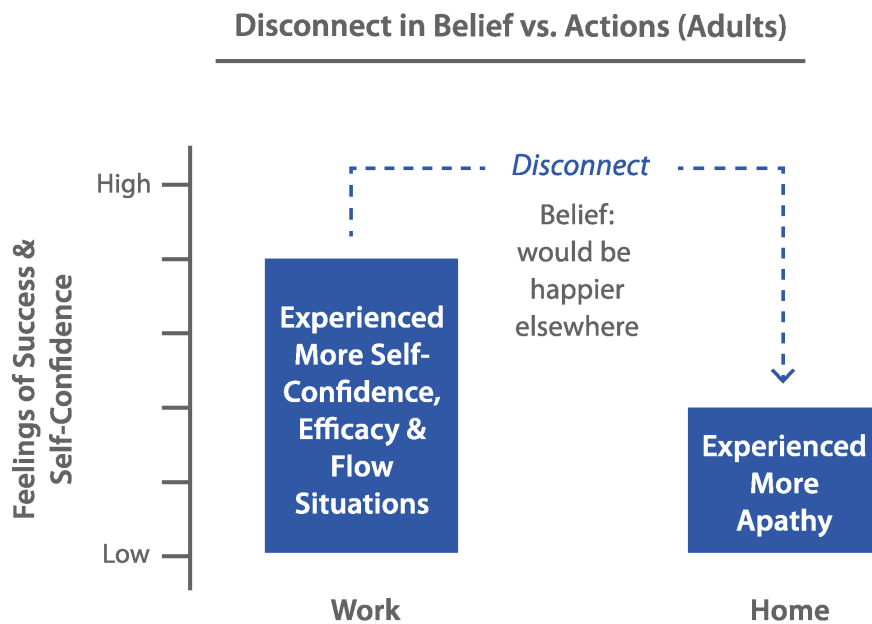 Disconnect in Belief vs. Actions (Adults)
High
Low
Feelings of Success &
Self-Confidence
Disconnect
Belief:
would be
happier
elsewhere
Experienced
More Self-
Confidence,
Efficacy &
Flow
Situations
Experienced
More
Apathy
Work
Home